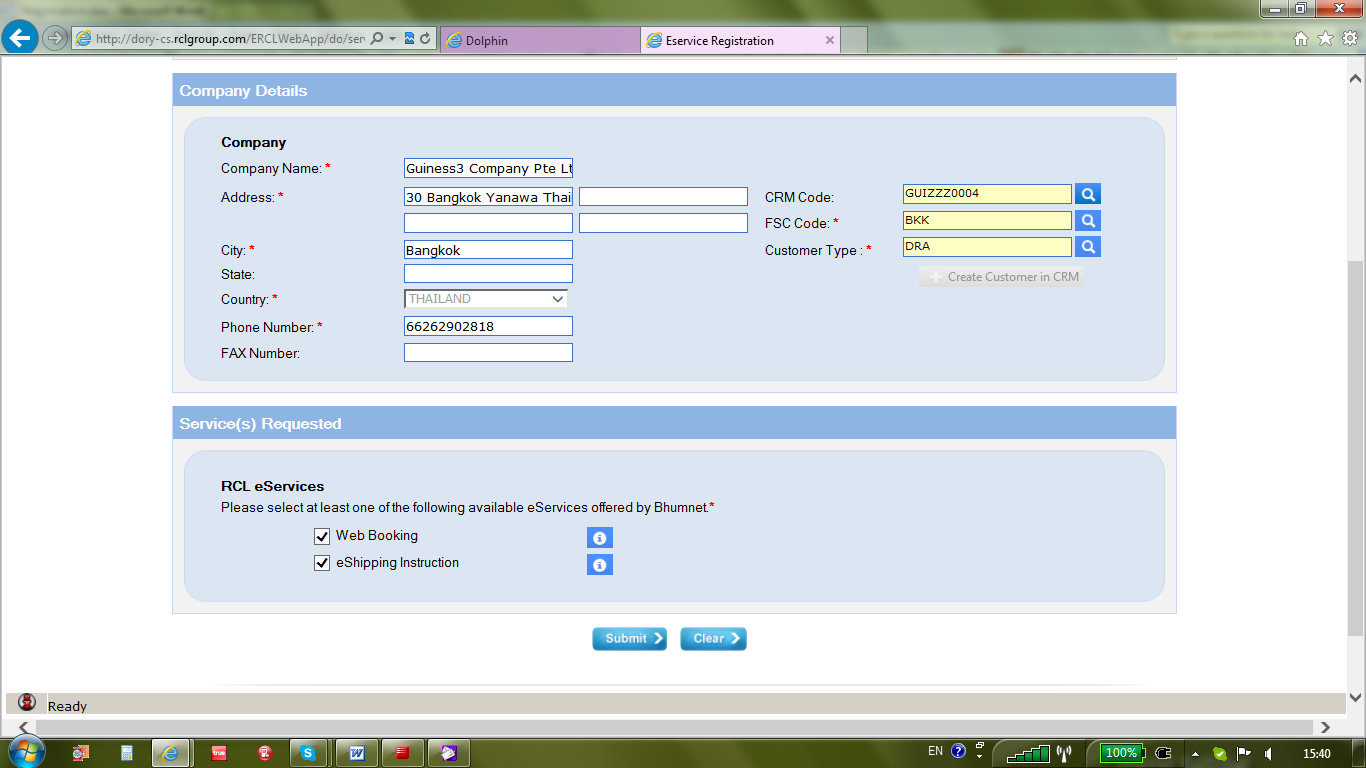 http://dory-cs.rclgroup.com/ERCLWebApp/do/ser
Dolphin
Eservice Registration
Company Details
Company
Company Name: *
Guiness3 Company Pte Lt
Address: *
30 Bangkok Yanawa Thai
CRM Code:
GUIZZZ0004
FSC Code: *
BKK
City: *
Bangkok
Customer Type : *
DRA
State:
Create Customer in CRM
Country: *
THAILAND
Phone Number: *
66262902818
FAX Number:
Service(s) Requested
RCL eServices
Please select at least one of the following available eServices offered by Bhumnet.*
Web Booking
eShipping Instruction
Submit
Clear
Ready
EN
100%
15:40